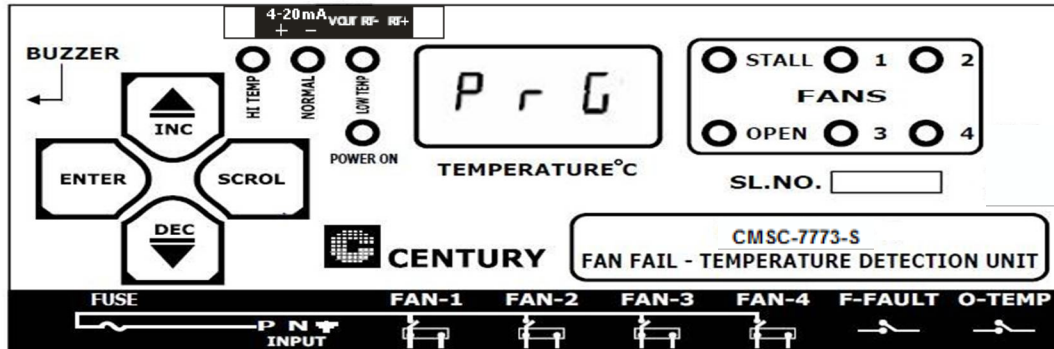 4-20mA VOUT RT- RT+
+ −
BUZZER
HI TEMP
NORMAL
LOW TEMP
POWER ON
INC
ENTER
SCROL
DEC
P r G
TEMPERATURE°C
STALL 1 2
FANS
OPEN 3 4
SL.NO.
CENTURY
CMSC-7773-S
FAN FAIL - TEMPERATURE DETECTION UNIT
FUSE FAN-1 FAN-2 FAN-3 FAN-4 F-FAULT O-TEMP
P N
INPUT